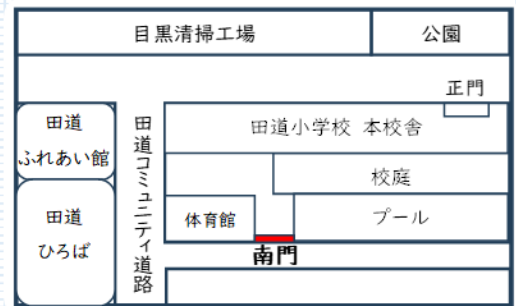 目黒清掃工場
公園
正門
田道
ふれあい館
田道コミュニティ道路
田道小学校 本校舎
校庭
田道
ひろば
体育館
プール
南門